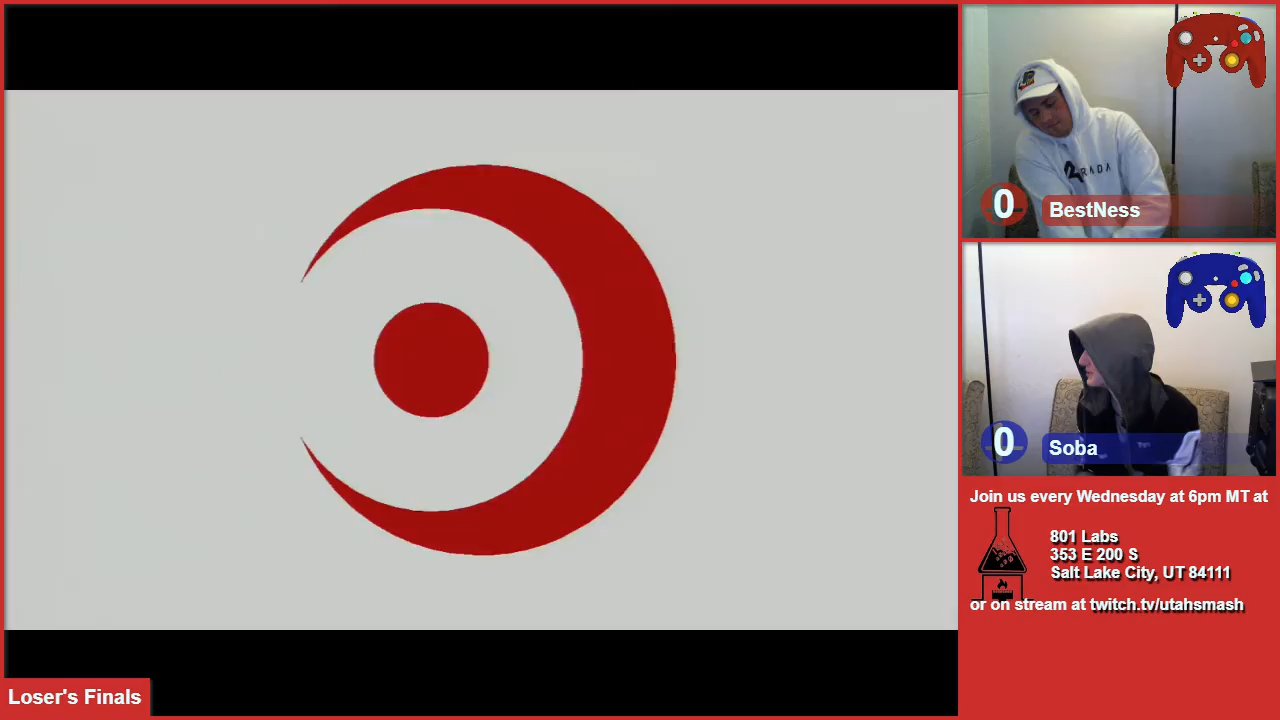 0
BestNess
0
Soba
Join us every Wednesday at 6pm MT at
801 Labs
353 E 200 S
Salt Lake City, UT 84111
or on stream at twitch.tv/utahsmash
Loser's Finals